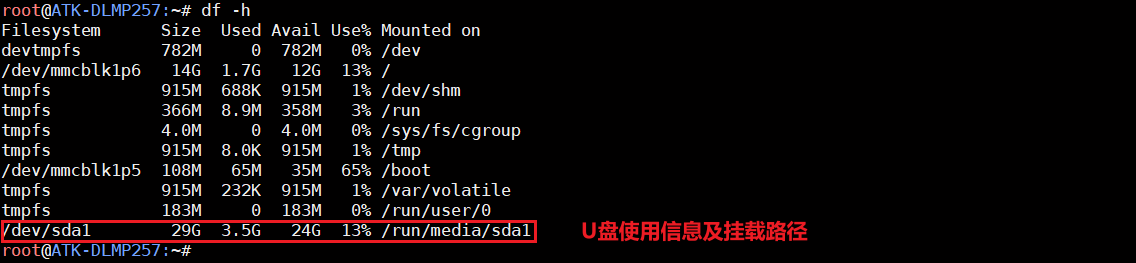 root@ATK-DLMP257:~# df -h
Filesystem      Size  Used Avail Use% Mounted on
devtmpfs        782M     0  782M   0% /dev
/dev/mmcblk1p6   14G  1.7G   12G  13% /
tmpfs           915M  688K  915M   1% /dev/shm
tmpfs           366M  8.9M  358M   3% /run
tmpfs           4.0M     0  4.0M   0% /sys/fs/cgroup
tmpfs           915M  8.0K  915M   1% /tmp
/dev/mmcblk1p5  108M   65M   35M  65% /boot
tmpfs           915M  232K  915M   1% /var/volatile
tmpfs           183M     0  183M   0% /run/user/0
/dev/sda1        29G  3.5G   24G  13% /run/media/sda1 U盘使用信息及挂载路径
root@ATK-DLMP257:~#